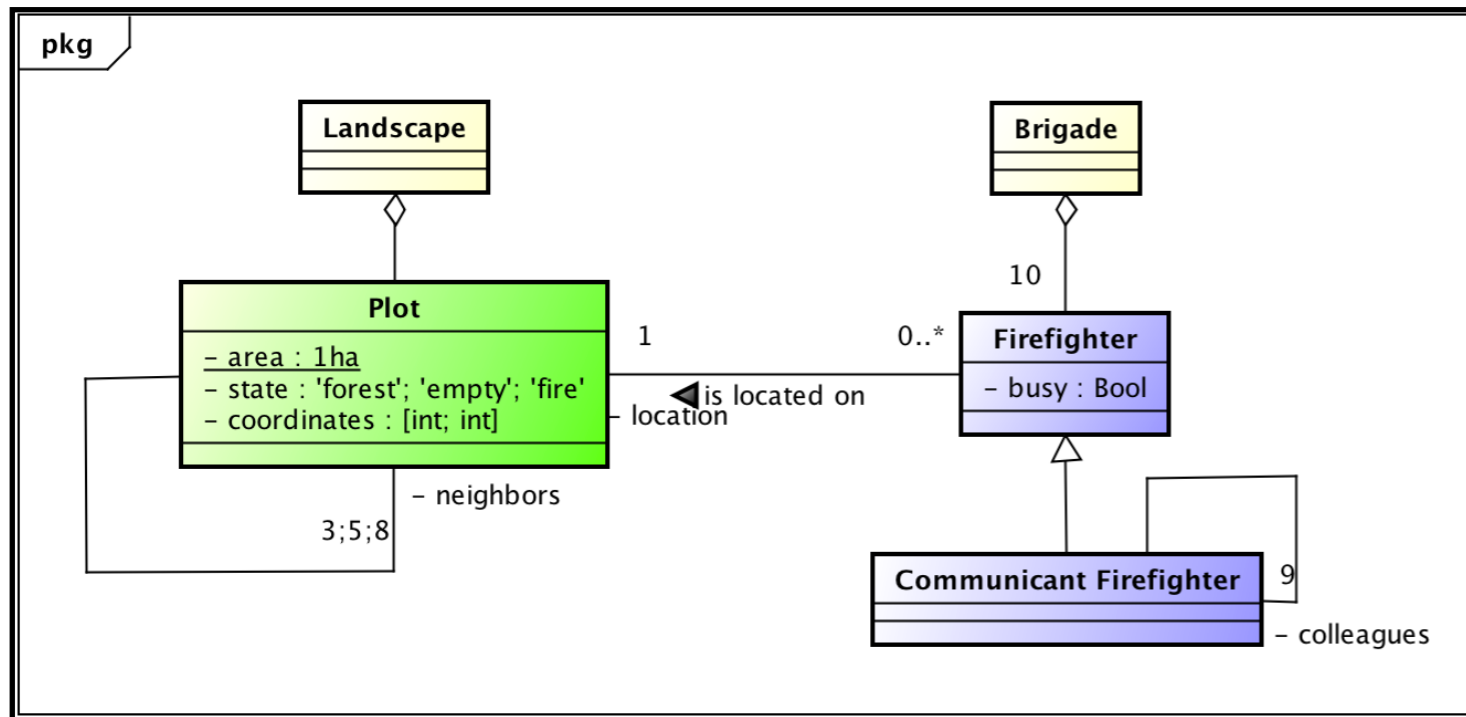 pkg
Landscape
Brigade
10
Plot
- area : 1ha
- state : 'forest'; 'empty'; 'fire'
- coordinates : [int; int]
1
0..*
is located on
- location
Firefighter
- busy : Bool
- neighbors
3;5;8
Communicant Firefighter
9
- colleagues